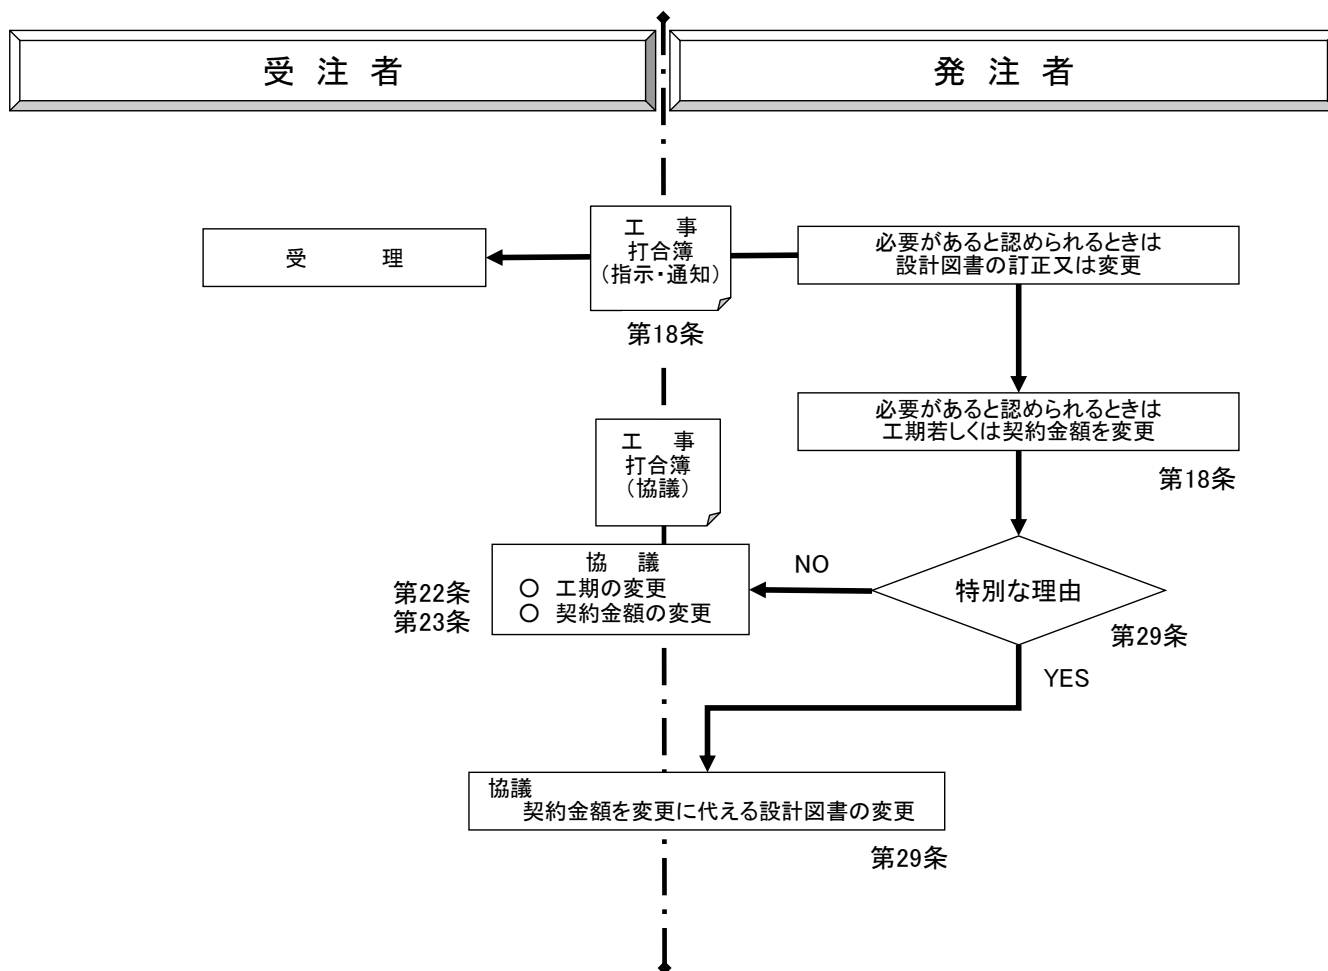 受 注 者
発 注 者
工 事
打合簿
（指示・通知）
受 理
必要があると認められるときは
設計図書の訂正又は変更
第18条
必要があると認められるときは
工期若しくは契約金額を変更
第18条
工 事
打合簿
（協議）
協 議
○ 工期の変更
○ 契約金額の変更
第22条
第23条
NO
特別な理由
第29条
YES
協議
契約金額を変更に代える設計図書の変更
第29条